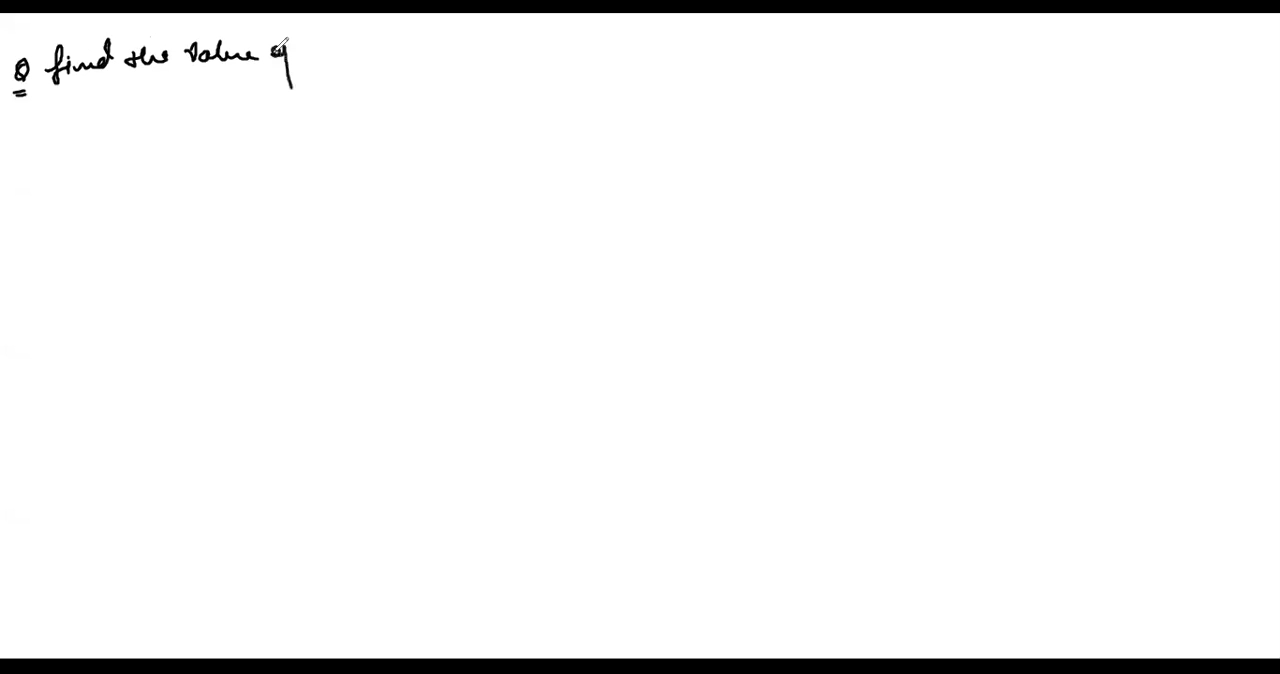 Q find the value of